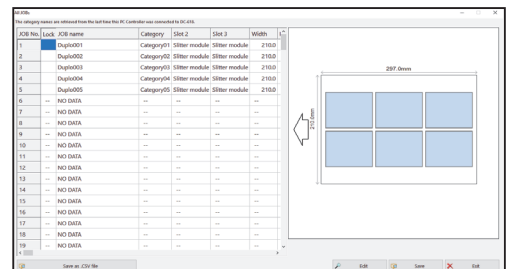 All JOBs
The category names are retrieved from the last time this PC Controller was connected to DC-618.
JOB No. Lock JOB name Category Slot 2 Slot 3 Width
1 Duplo001 Category01 Slitter module Slitter module 210.0
2 Duplo002 Category02 Slitter module Slitter module 210.0
3 Duplo003 Category03 Slitter module Slitter module 210.0
4 Duplo004 Category04 Slitter module Slitter module 210.0
5 Duplo005 Category05 Slitter module Slitter module 210.0
6 -- NO DATA -- -- -- --
7 -- NO DATA -- -- -- --
8 -- NO DATA -- -- -- --
9 -- NO DATA -- -- -- --
10 -- NO DATA -- -- -- --
11 -- NO DATA -- -- -- --
12 -- NO DATA -- -- -- --
13 -- NO DATA -- -- -- --
14 -- NO DATA -- -- -- --
15 -- NO DATA -- -- -- --
16 -- NO DATA -- -- -- --
17 -- NO DATA -- -- -- --
18 -- NO DATA -- -- -- --
19 -- NO DATA -- -- -- --
297.0mm
210.0mm
Save as .CSV file
Edit
Save
Exit